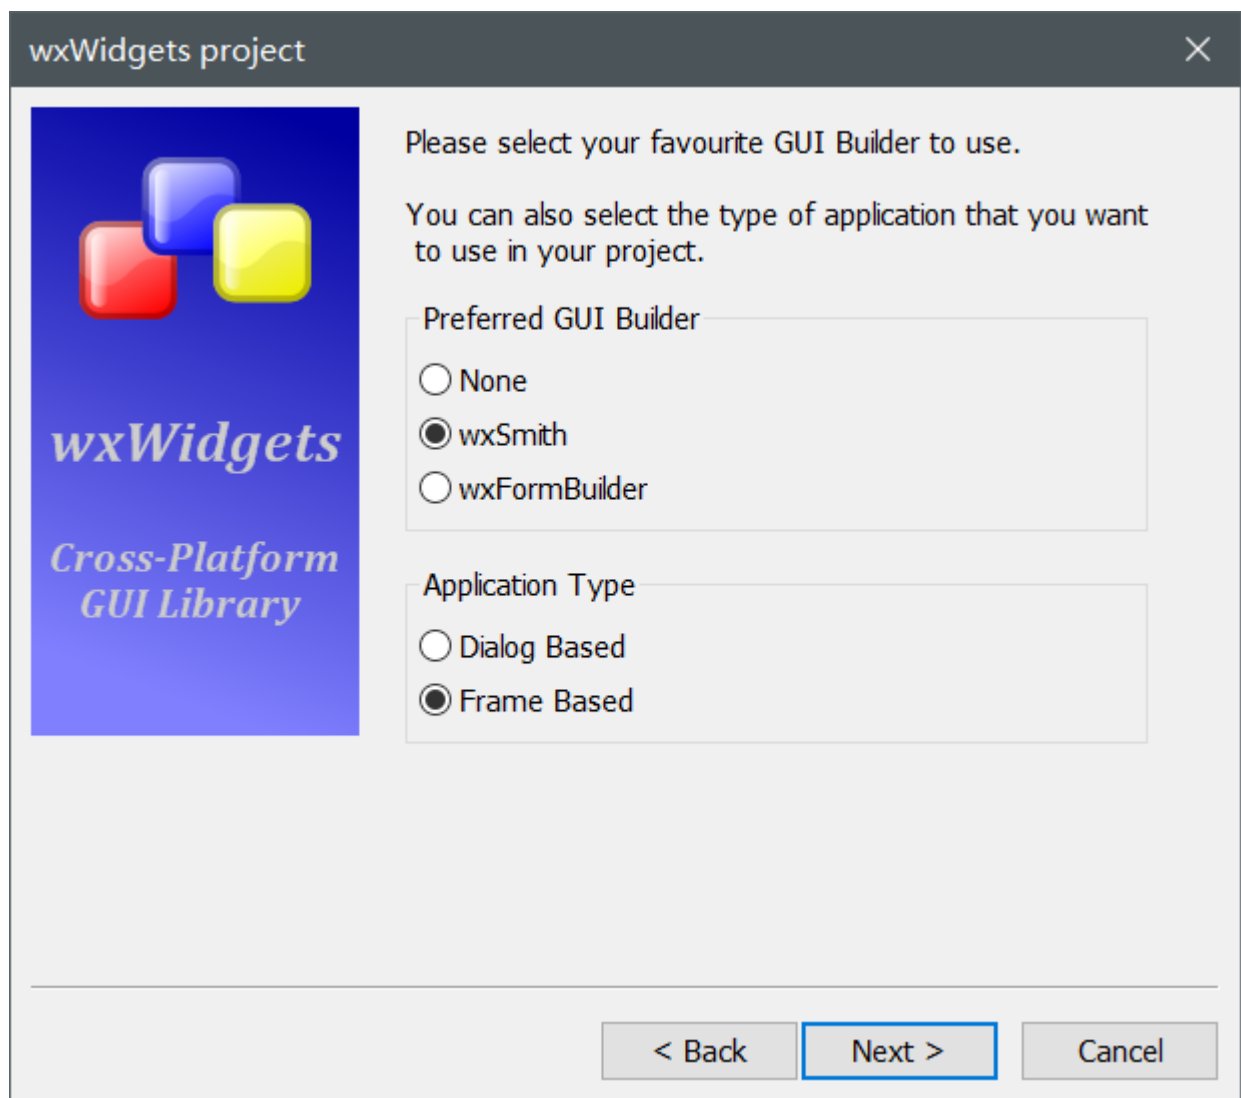 wxWidgets project
wxWidgets
Cross-Platform
GUI Library
Please select your favourite GUI Builder to use.
You can also select the type of application that you want
to use in your project.
Preferred GUI Builder
None
wxSmith
wxFormBuilder
Application Type
Dialog Based
Frame Based
< Back
Next >
Cancel